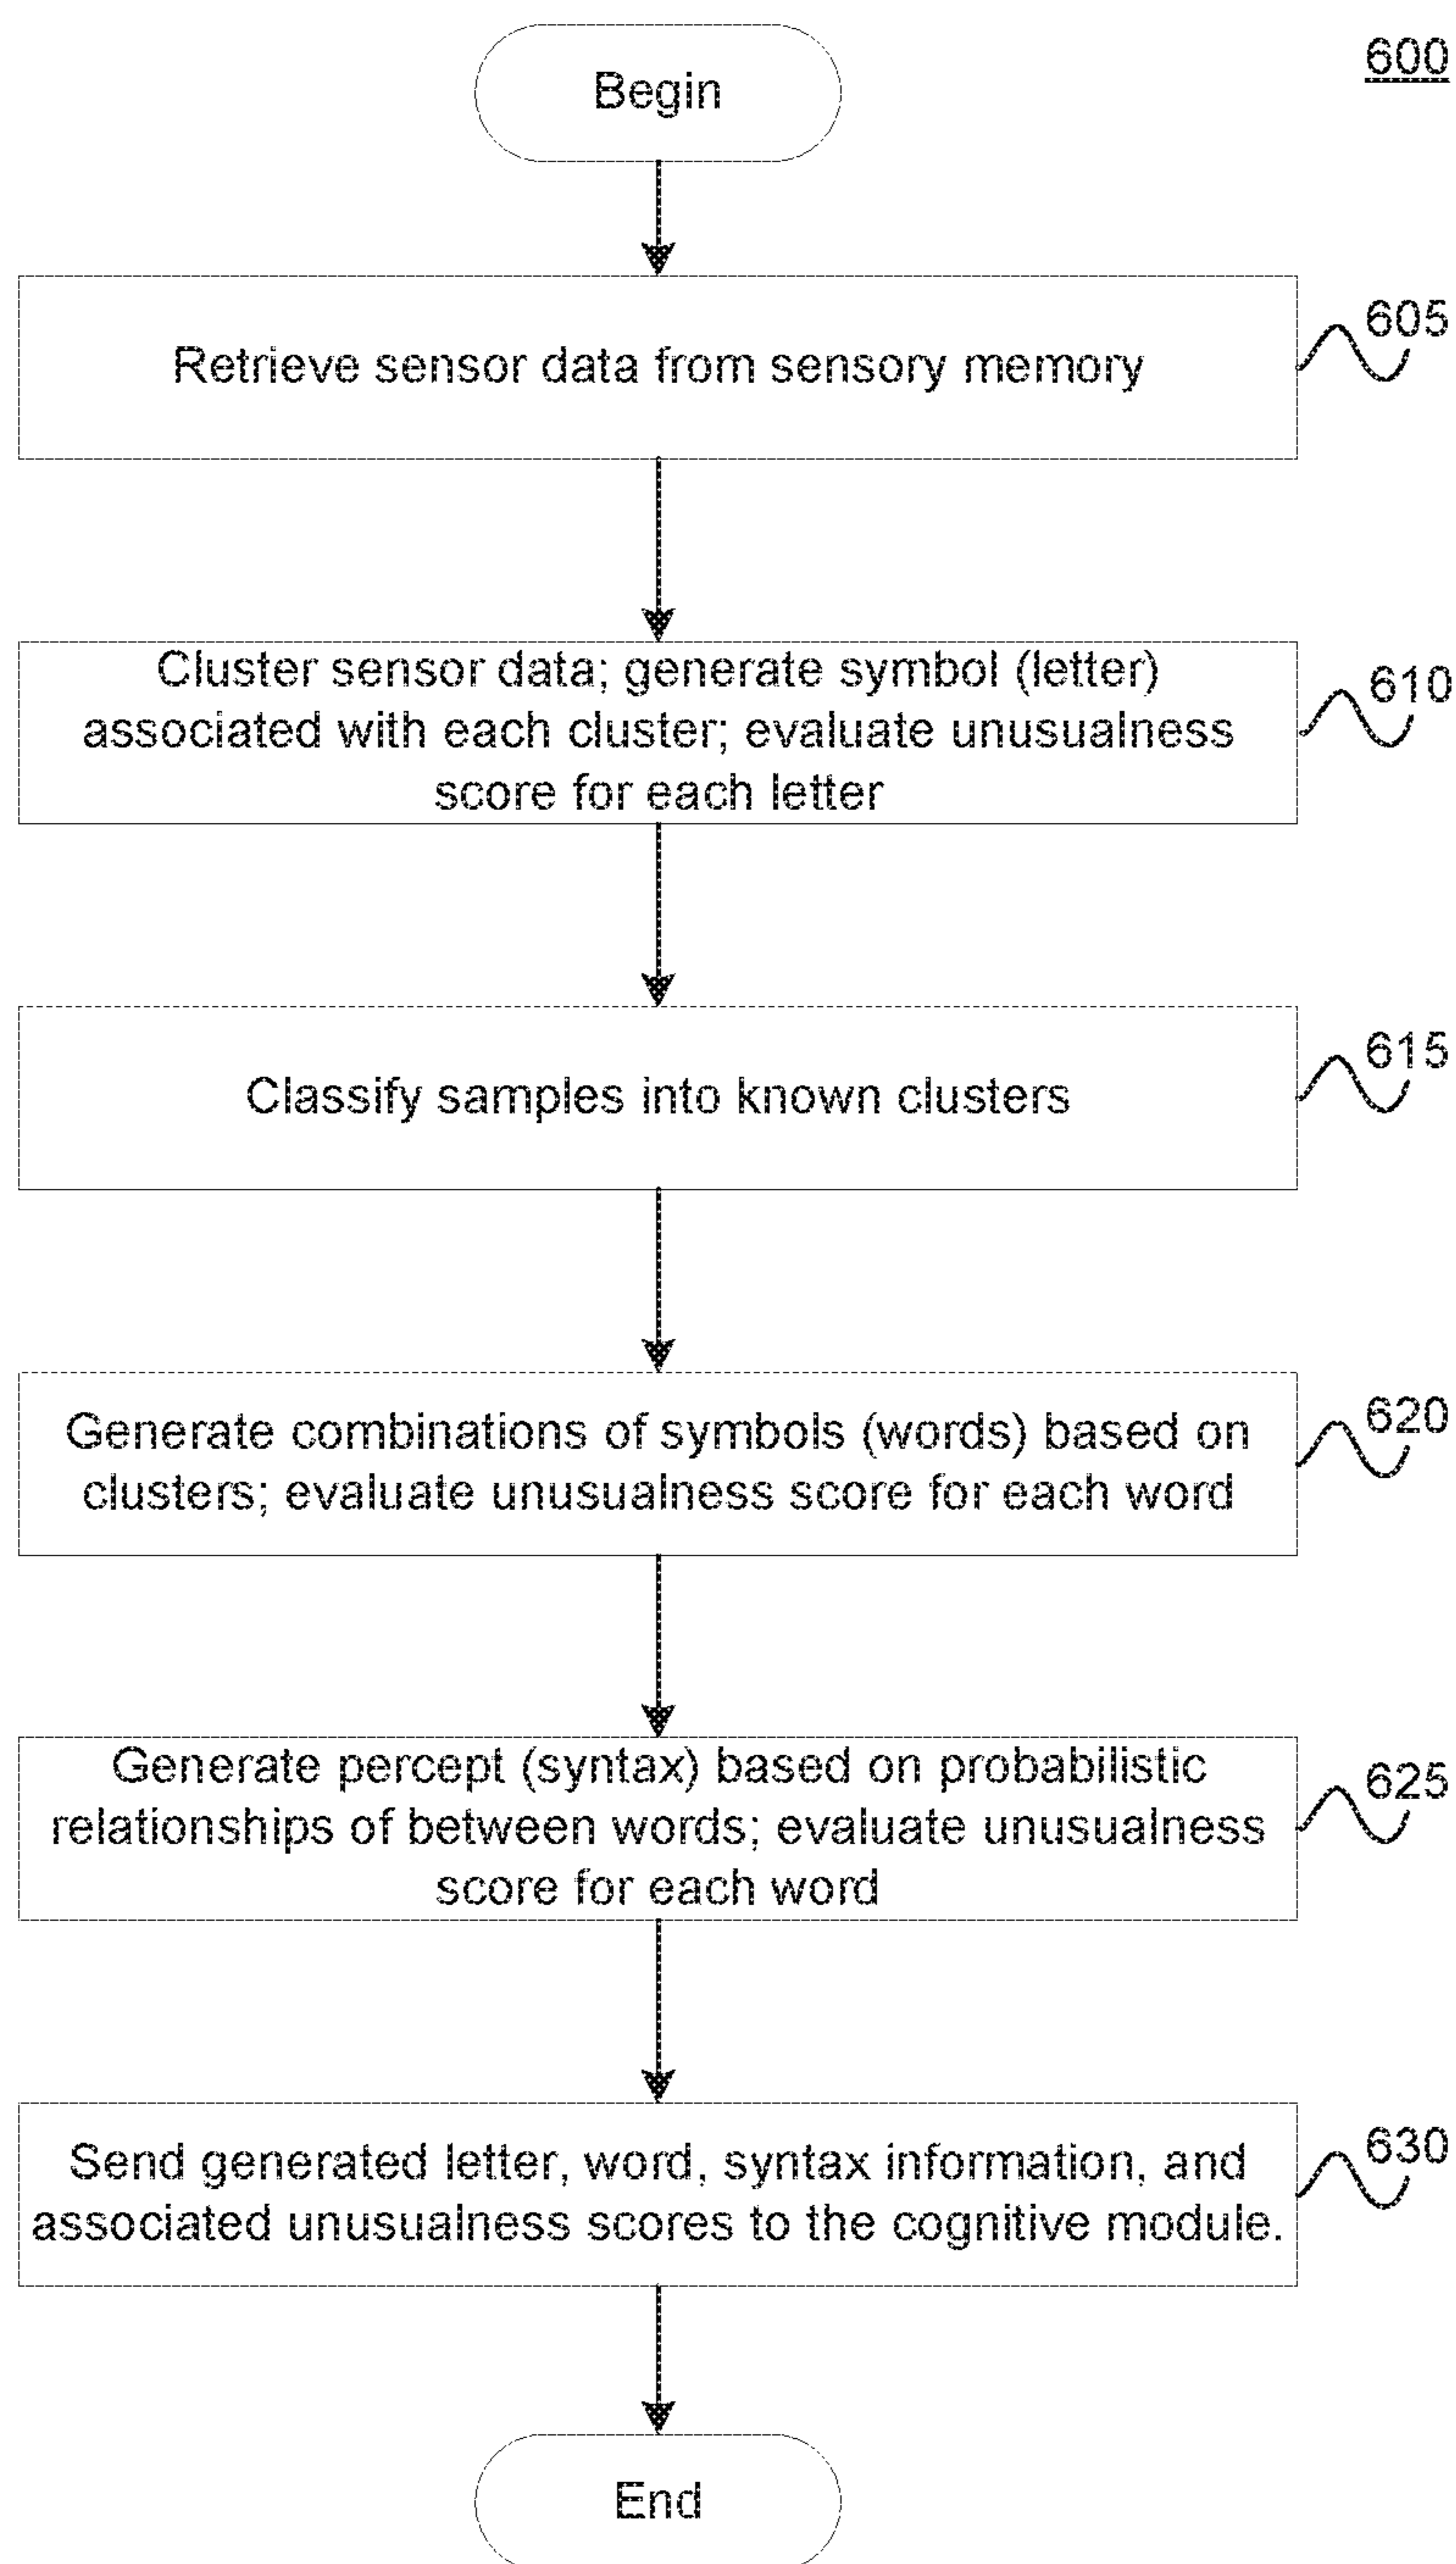 600
Begin
Retrieve sensor data from sensory memory
605
Cluster sensor data; generate symbol (letter)
associated with each cluster; evaluate unusualness
score for each letter
610
Classify samples into known clusters
615
Generate combinations of symbols (words) based on
clusters; evaluate unusualness score for each word
620
Generate percept (syntax) based on probabilistic
relationships of between words; evaluate unusualness
score for each word
625
Send generated letter, word, syntax information, and
associated unusualness scores to the cognitive module.
630
End